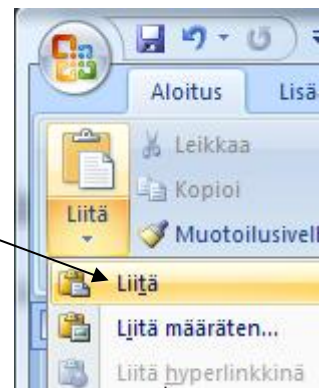 Aloitus Lisä
Leikkaa
Kopioi
Liitä
Muotoilusivell
Liitä
Liitä määräten...
Liitä hyperlinkkinä